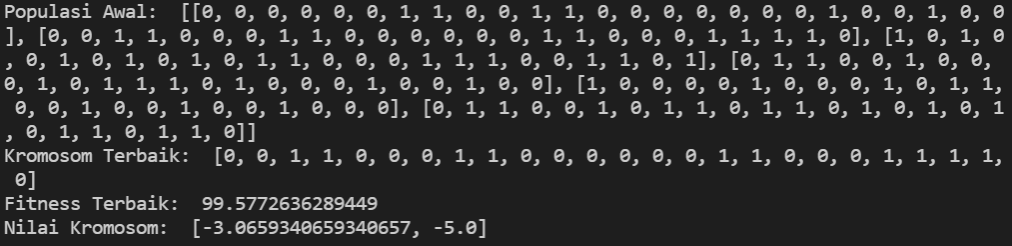 Populasi Awal:  [[0, 0, 0, 0, 0, 0, 1, 1, 0, 0, 1, 1, 0, 0, 0, 0, 0, 0, 0, 1, 0, 0, 1, 0, 0
], [0, 0, 1, 1, 0, 0, 0, 1, 1, 0, 0, 0, 0, 0, 0, 1, 1, 0, 0, 0, 1, 1, 1, 1, 0], [1, 0, 1, 0
, 0, 1, 0, 1, 0, 1, 0, 1, 1, 0, 0, 0, 1, 1, 1, 0, 0, 1, 1, 0, 1], [0, 1, 1, 0, 0, 1, 0, 0,
0, 1, 0, 1, 1, 1, 0, 1, 0, 0, 0, 1, 0, 0, 1, 0, 0], [1, 0, 0, 0, 0, 1, 0, 0, 0, 1, 0, 1, 1,
 0, 0, 1, 0, 0, 1, 0, 0, 1, 0, 0, 0], [0, 1, 1, 0, 0, 1, 0, 1, 1, 0, 1, 1, 0, 1, 0, 1, 0, 1
, 0, 1, 1, 0, 1, 1, 0]]
Kromosom Terbaik:  [0, 0, 1, 1, 0, 0, 0, 1, 1, 0, 0, 0, 0, 0, 0, 1, 1, 0, 0, 0, 1, 1, 1, 1,
 0]
Fitness Terbaik:  99.5772636289449
Nilai Kromosom:  [-3.0659340659340657, -5.0]